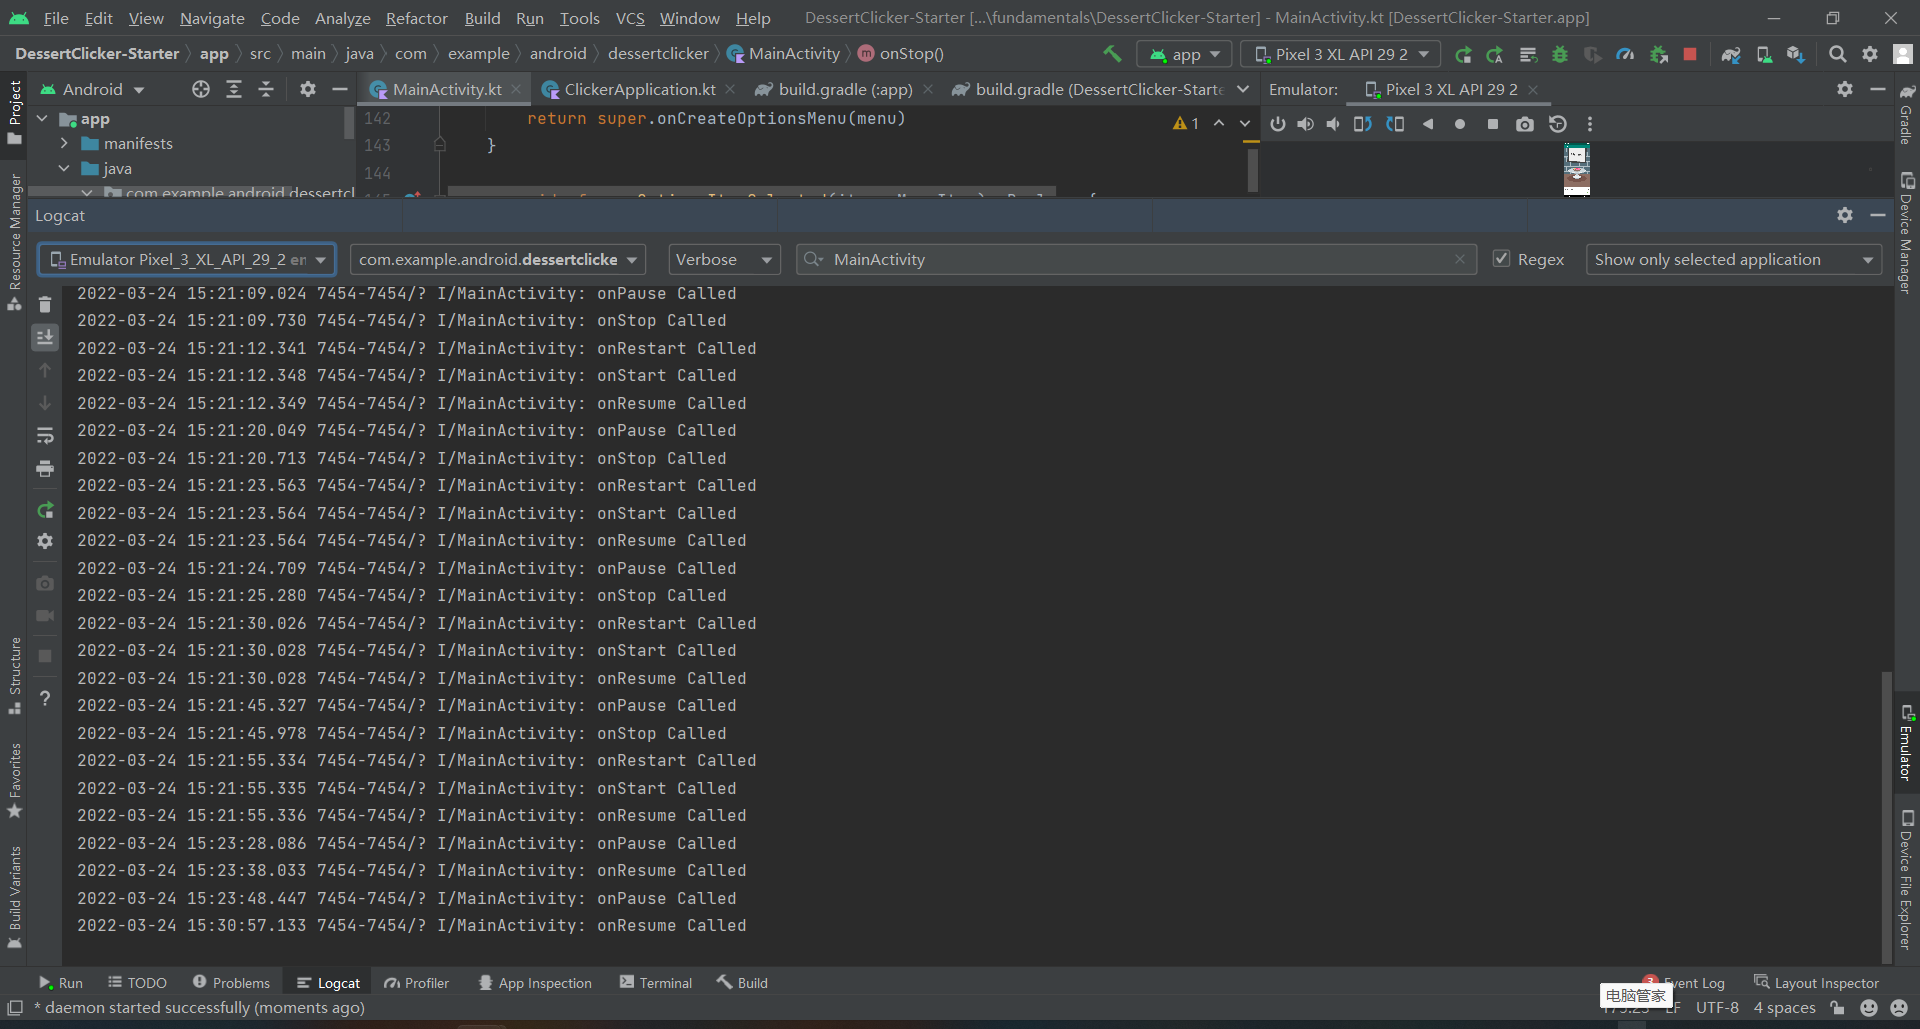 File Edit View Navigate Code Analyze Refactor Build Run Tools VCS Window Help DessertClicker-Starter [...\fundamentals\DessertClicker-Starter] - MainActivity.kt [DessertClicker-Starter.app]
DessertClicker-Starter app src main java com example android dessertclicker MainActivity m onStop() app Pixel 3 XL API 29 2
Android MainActivity.kt ClickerApplication.kt build.gradle (:app) build.gradle (DessertClicker-Starte Emulator: Pixel 3 XL API 29 2
app
manifests
java
com.example.android.dessertcl
142 return super.onCreateOptionsMenu(menu)
143 }
144
1
Logcat
Emulator Pixel_3_XL_API_29_2 en com.example.android.dessertclicke Verbose MainActivity Regex Show only selected application
2022-03-24 15:21:09.024 7454-7454/? I/MainActivity: onPause Called
2022-03-24 15:21:09.730 7454-7454/? I/MainActivity: onStop Called
2022-03-24 15:21:12.341 7454-7454/? I/MainActivity: onRestart Called
2022-03-24 15:21:12.348 7454-7454/? I/MainActivity: onStart Called
2022-03-24 15:21:12.349 7454-7454/? I/MainActivity: onResume Called
2022-03-24 15:21:20.049 7454-7454/? I/MainActivity: onPause Called
2022-03-24 15:21:20.713 7454-7454/? I/MainActivity: onStop Called
2022-03-24 15:21:23.563 7454-7454/? I/MainActivity: onRestart Called
2022-03-24 15:21:23.564 7454-7454/? I/MainActivity: onStart Called
2022-03-24 15:21:23.564 7454-7454/? I/MainActivity: onResume Called
2022-03-24 15:21:24.709 7454-7454/? I/MainActivity: onPause Called
2022-03-24 15:21:25.280 7454-7454/? I/MainActivity: onStop Called
2022-03-24 15:21:30.026 7454-7454/? I/MainActivity: onRestart Called
2022-03-24 15:21:30.028 7454-7454/? I/MainActivity: onStart Called
2022-03-24 15:21:30.028 7454-7454/? I/MainActivity: onResume Called
2022-03-24 15:21:45.327 7454-7454/? I/MainActivity: onPause Called
2022-03-24 15:21:45.978 7454-7454/? I/MainActivity: onStop Called
2022-03-24 15:21:55.334 7454-7454/? I/MainActivity: onRestart Called
2022-03-24 15:21:55.335 7454-7454/? I/MainActivity: onStart Called
2022-03-24 15:21:55.336 7454-7454/? I/MainActivity: onResume Called
2022-03-24 15:23:28.086 7454-7454/? I/MainActivity: onPause Called
2022-03-24 15:23:38.033 7454-7454/? I/MainActivity: onResume Called
2022-03-24 15:23:48.447 7454-7454/? I/MainActivity: onPause Called
2022-03-24 15:30:57.133 7454-7454/? I/MainActivity: onResume Called
Project
Resource Manager
Structure
Favorites
Build Variants
Gradle
Device Manager
Emulator
Device File Explorer
Run TODO Problems Logcat Profiler App Inspection Terminal Build Event Log Layout Inspector
电脑管家
* daemon started successfully (moments ago) LF UTF-8 4 spaces